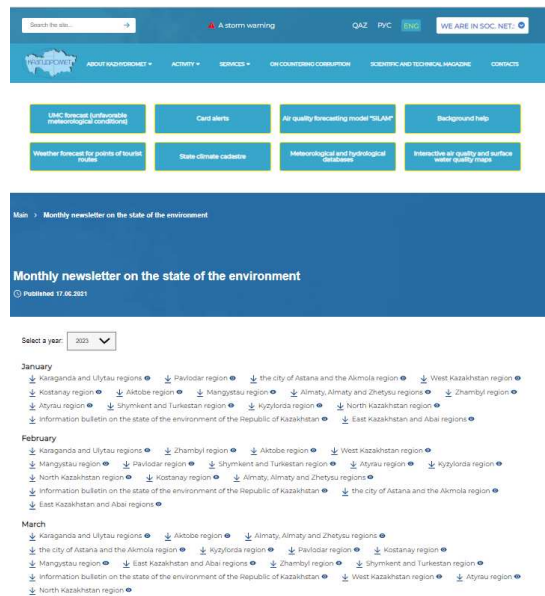 Search the site...
A storm warning
QAZ РУС ENG
WE ARE IN SOC. NET.:
KAZHYDROMET
ABOUT KAZHYDROMET
ACTIVITY
SERVICES
ON COUNTERING CORRUPTION
SCIENTIFIC AND TECHNICAL MAGAZINE
CONTACTS
UMC forecast (unfavorable
meteorological conditions)
Card alerts
Air quality forecasting model "SILAM"
Background help
Weather forecast for points of tourist
routes
State climate cadastre
Meteorological and hydrological
databases
Interactive air quality and surface
water quality maps
Main > Monthly newsletter on the state of the environment
Monthly newsletter on the state of the environment
Published 17.06.2021
Select a year: 2023
January
Karaganda and Ulytau regions Pavlodar region the city of Astana and the Akmola region West Kazakhstan region
Kostanay region Aktobe region Mangystau region Almaty, Almaty and Zhetysu regions Zhambyl region
Atyrau region Shymkent and Turkestan region Kyzylorda region North Kazakhstan region
Information bulletin on the state of the environment of the Republic of Kazakhstan East Kazakhstan and Abai regions
February
Karaganda and Ulytau regions Zhambyl region Aktobe region West Kazakhstan region
Mangystau region Pavlodar region Shymkent and Turkestan region Atyrau region Kyzylorda region
North Kazakhstan region Kostanay region Almaty, Almaty and Zhetysu regions
Information bulletin on the state of the environment of the Republic of Kazakhstan the city of Astana and the Akmola region
East Kazakhstan and Abai regions
March
Karaganda and Ulytau regions Aktobe region Almaty, Almaty and Zhetysu regions
the city of Astana and the Akmola region Kyzylorda region Pavlodar region Kostanay region
Mangystau region East Kazakhstan and Abai regions Zhambyl region Shymkent and Turkestan region
Information bulletin on the state of the environment of the Republic of Kazakhstan West Kazakhstan region Atyrau region
North Kazakhstan region